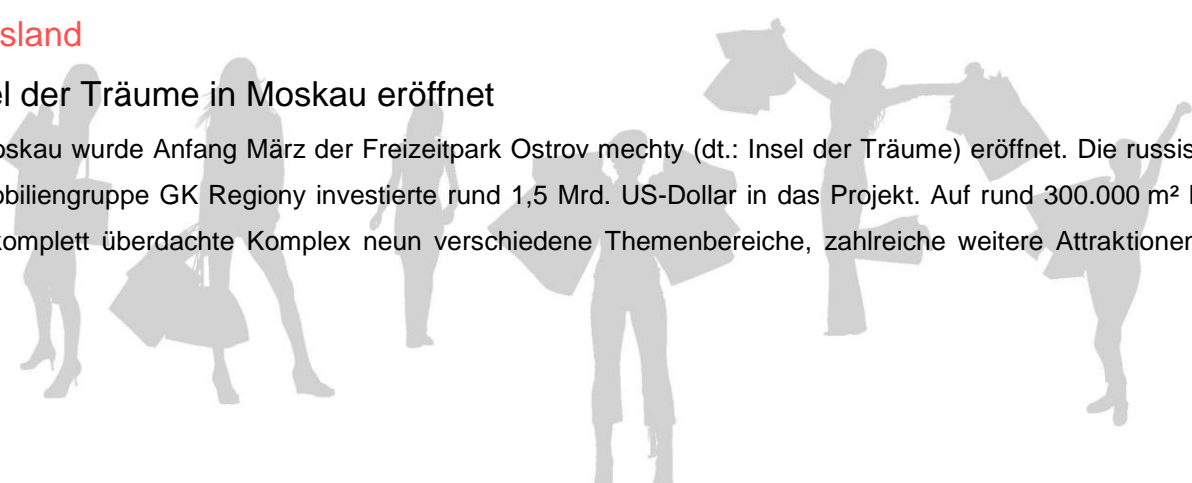 sland
el der Träume in Moskau eröffnet
oskau wurde Anfang März der Freizeitpark Ostrov mechty (dt.: Insel der Träume) eröffnet. Die russis
obiliengruppe GK Regiony investierte rund 1,5 Mrd. US-Dollar in das Projekt. Auf rund 300.000 m²
komplett überdachte Komplex neun verschiedene Themenbereiche, zahlreiche weitere Attraktionen